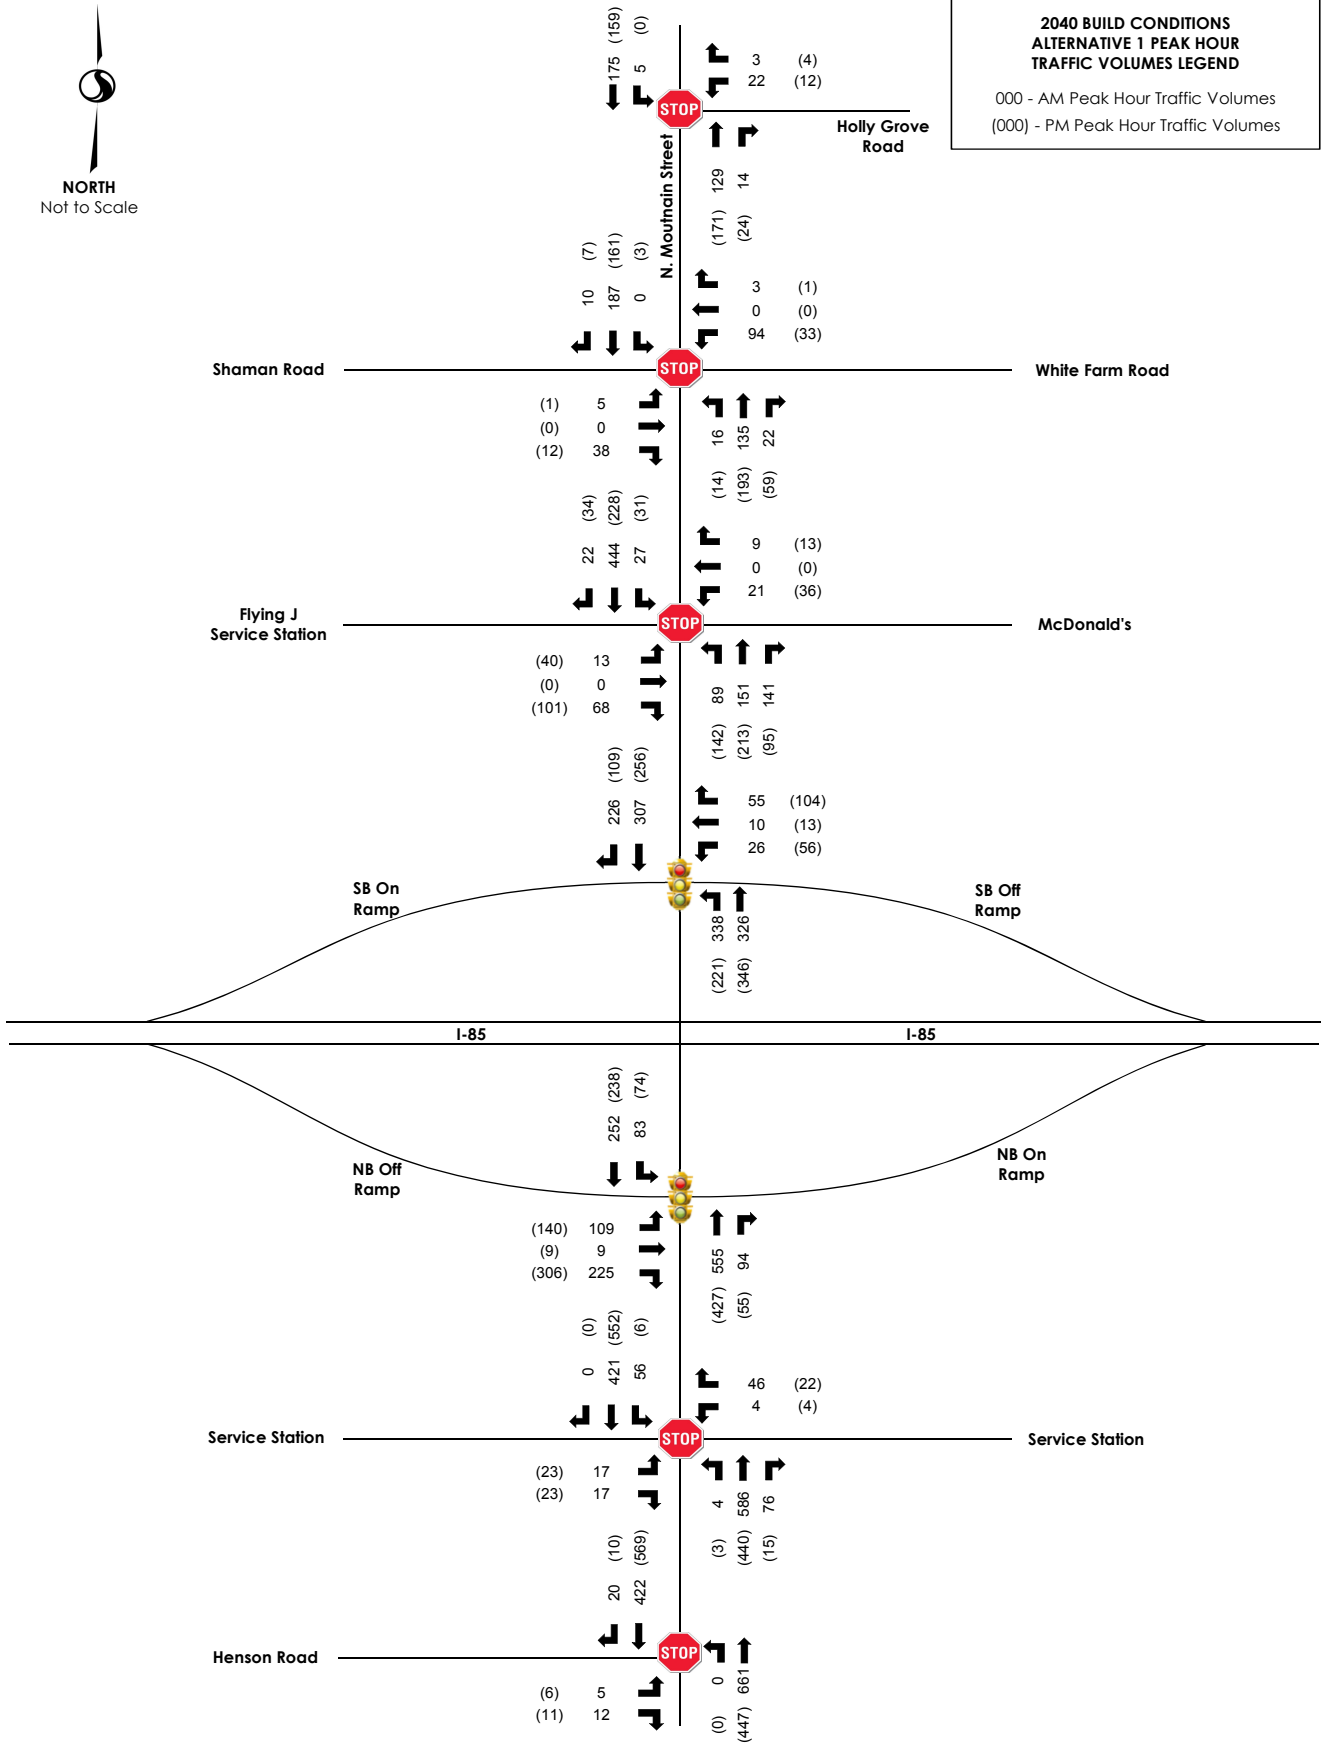 2040 BUILD CONDITIONS
ALTERNATIVE 1 PEAK HOUR
TRAFFIC VOLUMES LEGEND
000 - AM Peak Hour Traffic Volumes
(000) - PM Peak Hour Traffic Volumes
NORTH
Not to Scale
(159) (0)
175 5
3 (4)
22 (12)
STOP
Holly Grove
Road
N. Moutnain Street
129 14
(171) (24)
(7) (161) (3)
10 187 0
3 (1)
0 (0)
94 (33)
Shaman Road
STOP
White Farm Road
(1) 5
(0) 0
(12) 38
16 135 22
(14) (193) (59)
(34) (228) (31)
22 444 27
9 (13)
0 (0)
21 (36)
Flying J
Service Station
STOP
McDonald's
(40) 13
(0) 0
(101) 68
89 151 141
(142) (213) (95)
(109) (256)
226 307
55 (104)
10 (13)
26 (56)
SB On
Ramp
SB Off
Ramp
338 326
(221) (346)
I-85
I-85
(238) (74)
252 83
NB Off
Ramp
NB On
Ramp
(140) 109
(9) 9
(306) 225
555 94
(427) (55)
(0) (552) (6)
0 421 56
46 (22)
4 (4)
Service Station
STOP
Service Station
(23) 17
(23) 17
4 586 76
(3) (440) (15)
(10) (569)
20 422
Henson Road
STOP
(6) 5
(11) 12
0 661
(0) (447)